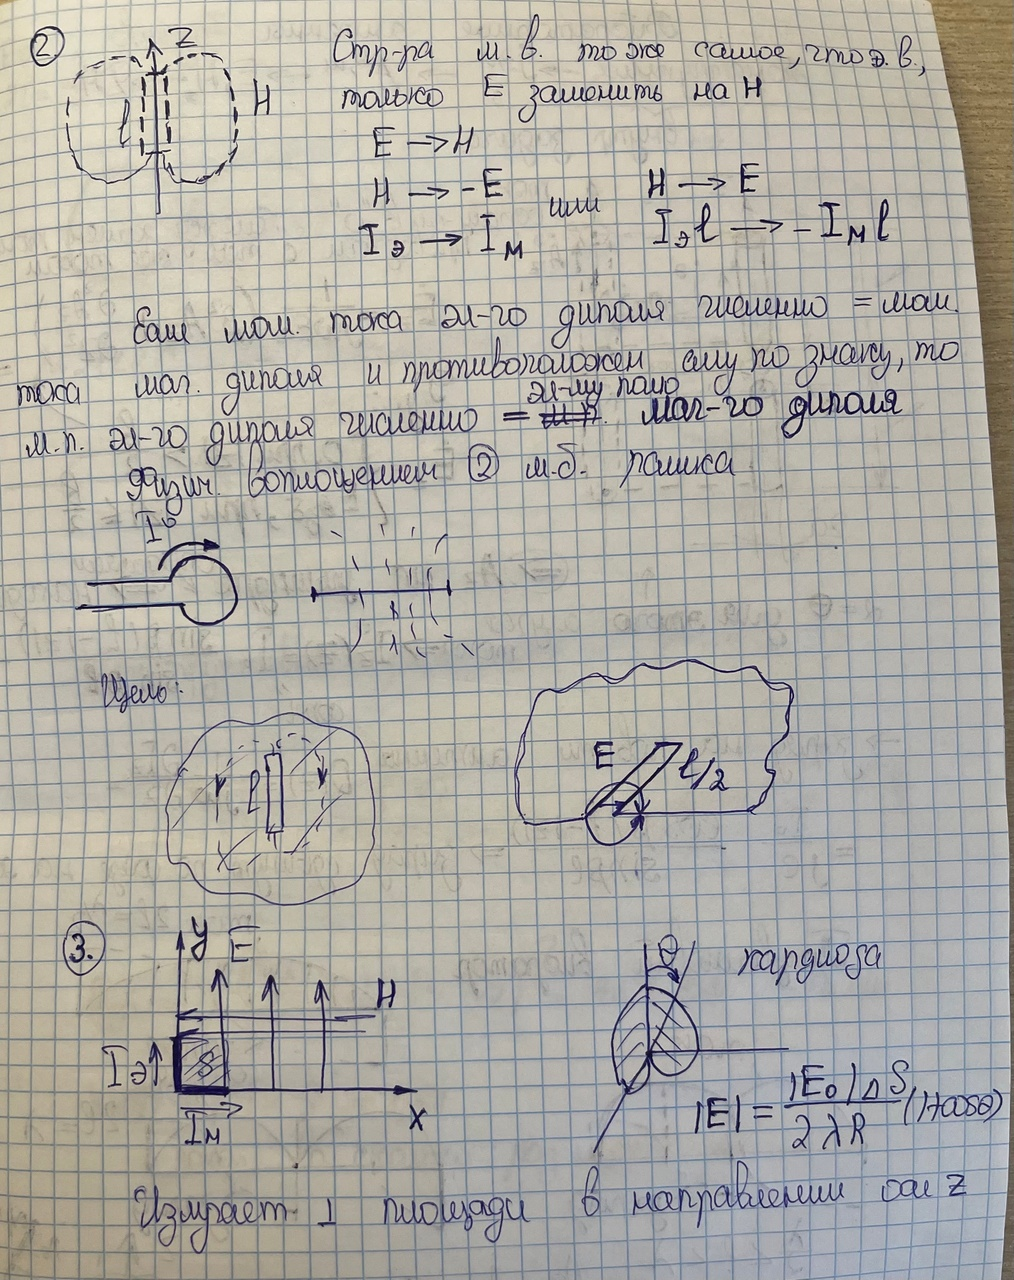 ② Z
l H
Стр-ра м.в. то же самое, что э.в.,
только E заменить на H
E → H
H → -E или H → E
Iэ → Iм Iэl → -Iмl
Если мом. тока эл-го диполя численно = мом.
тока маг. диполя и противоположен ему по знаку, то
эл-му полю
м.п. эл-го диполя численно = маг-го диполя
Физич. воплощением ② м.б. рамка
Iэ
Щель:
l
E l/2
3. y E H
Iэ S
Iм x
θ кардиоза
|E| = |E₀|ΔS / 2λR (1+cosθ)
Излучает ⊥ площади в направлении оси z